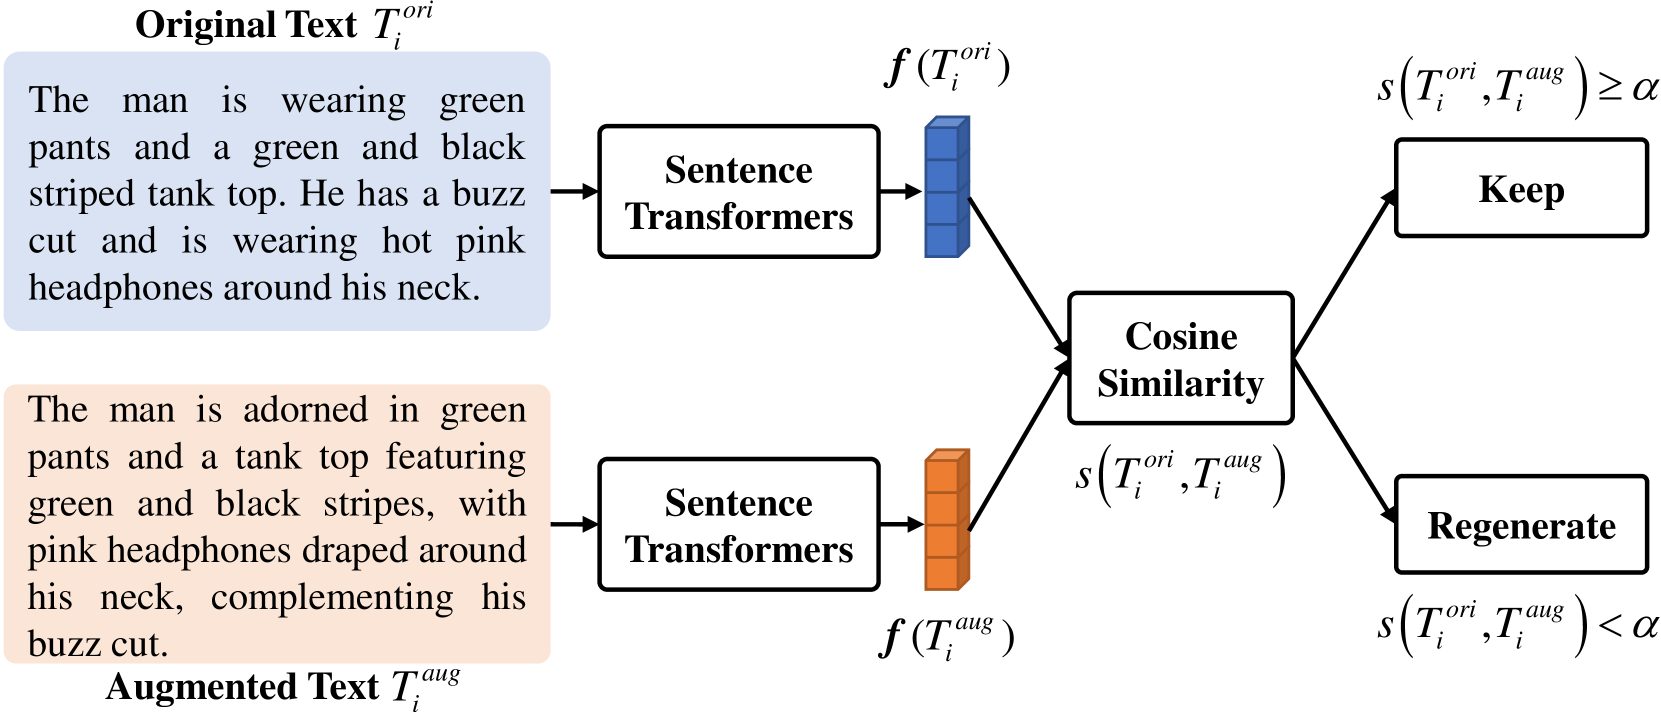 Original Text T_i^{ori}
The man is wearing green
pants and a green and black
striped tank top. He has a buzz
cut and is wearing hot pink
headphones around his neck.
Sentence
Transformers
f(T_i^{ori})
The man is adorned in green
pants and a tank top featuring
green and black stripes, with
pink headphones draped around
his neck, complementing his
buzz cut.
Augmented Text T_i^{aug}
Sentence
Transformers
f(T_i^{aug})
Cosine
Similarity
s(T_i^{ori},T_i^{aug})
s(T_i^{ori},T_i^{aug})≥α
Keep
Regenerate
s(T_i^{ori},T_i^{aug})<α